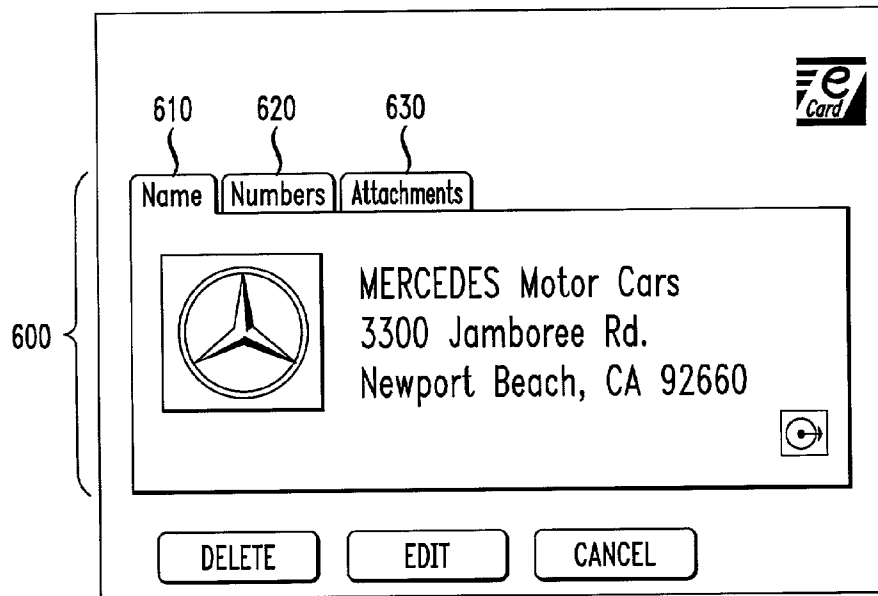 610 620 630
e
Card
Name Numbers Attachments
600
MERCEDES Motor Cars
3300 Jamboree Rd.
Newport Beach, CA 92660
DELETE EDIT CANCEL